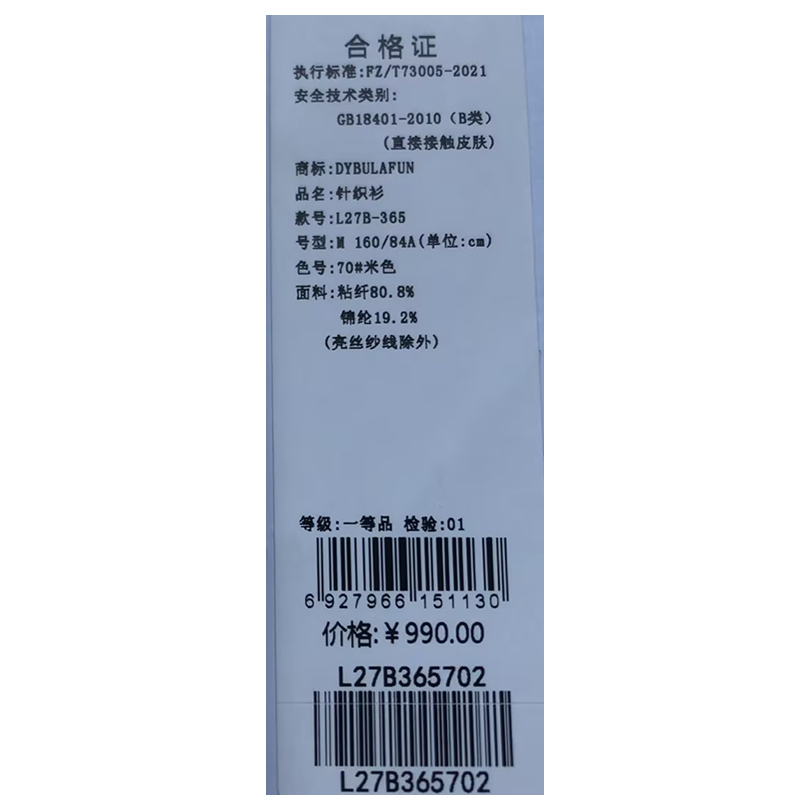 合格证
执行标准:FZ/T73005-2021
安全技术类别:
GB18401-2010（B类）
(直接接触皮肤)
商标:DYBULAFUN
品名:针织衫
款号:L27B-365
号型:M 160/84A(单位:cm)
色号:70#米色
面料:粘纤80.8%
锦纶19.2%
(亮丝纱线除外)
等级:一等品 检验:01
6 927966 151130
价格:￥990.00
L27B365702
L27B365702